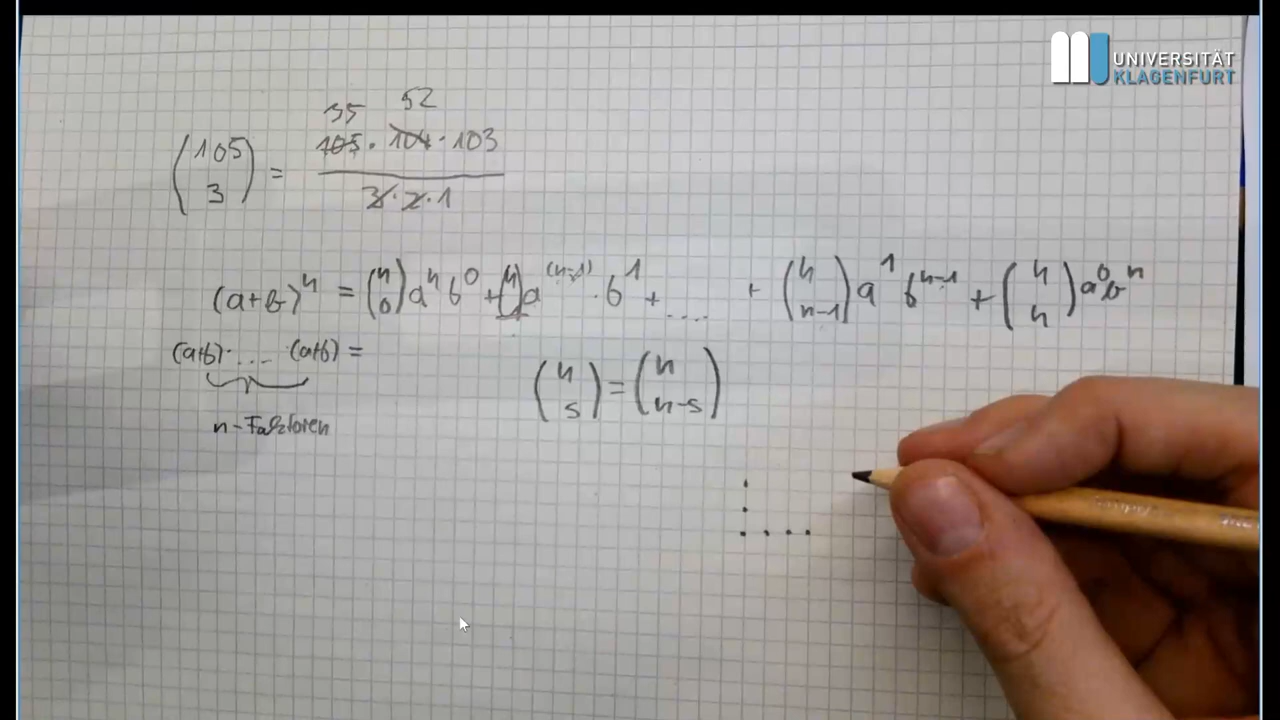 UNIVERSITÄT
KLAGENFURT
35 52
(105 3) = 105 · 104 · 103 / 3 · 2 · 1
(a+b)^n = (n 0) a^n b^0 + (n 1) a^(n-1) · b^1 + .... + (n n-1) a^1 b^n-1 + (n n) a^0 b^n
(a+b) · ... (a+b) =
(n s) = (n n-s)
n-Faktoren